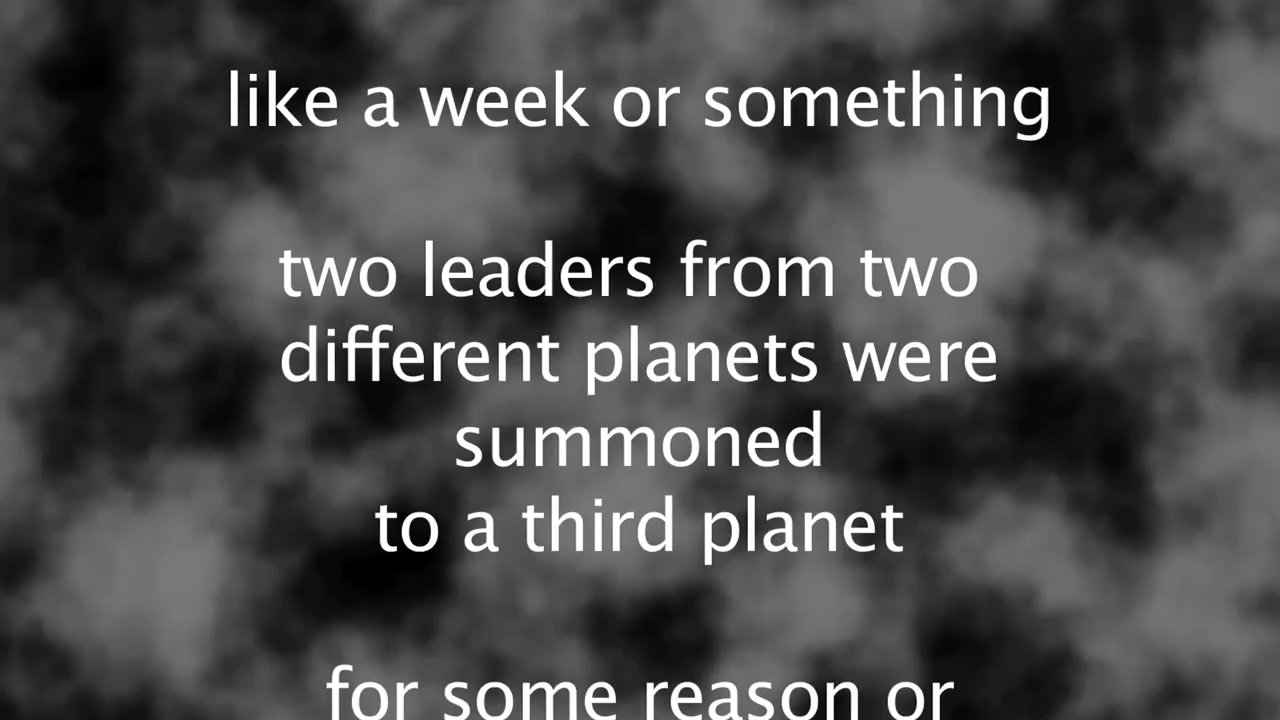 like a week or something
two leaders from two
different planets were
summoned
to a third planet
for some reason or